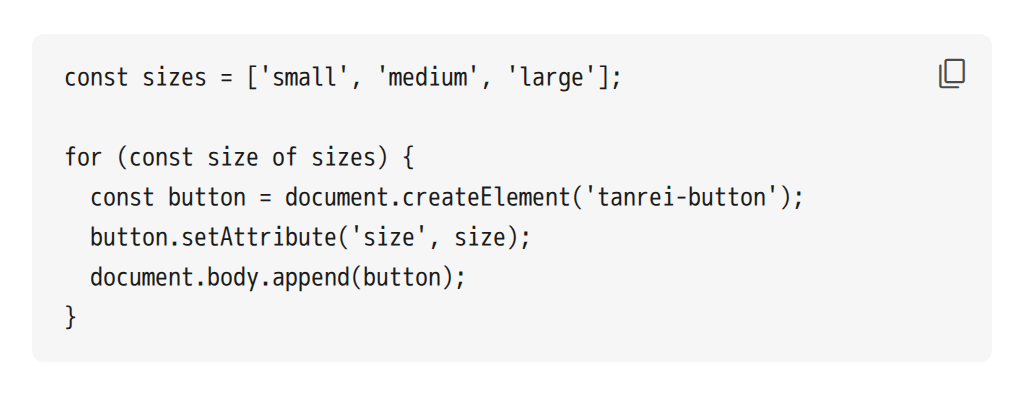 const sizes = ['small', 'medium', 'large'];

for (const size of sizes) {
  const button = document.createElement('tanrei-button');
  button.setAttribute('size', size);
  document.body.append(button);
}